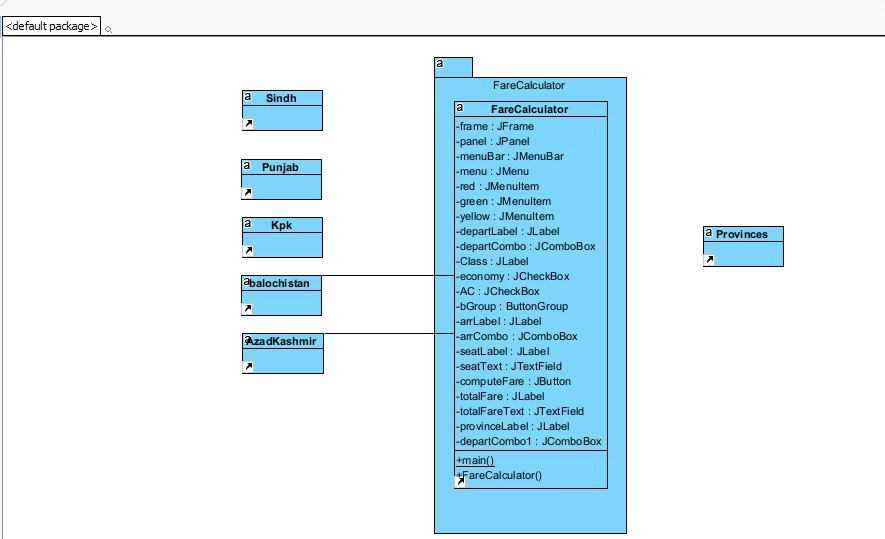 <default package>
a
FareCalculator
a
Sindh
a
Punjab
a
Kpk
a
balochistan
a
AzadKashmir
a
FareCalculator
-frame : JFrame
-panel : JPanel
-menuBar : JMenuBar
-menu : JMenu
-red : JMenuItem
-green : JMenuItem
-yellow : JMenuItem
-departLabel : JLabel
-departCombo : JComboBox
-Class : JLabel
-economy : JCheckBox
-AC : JCheckBox
-bGroup : ButtonGroup
-arrLabel : JLabel
-arrCombo : JComboBox
-seatLabel : JLabel
-seatText : JTextField
-computeFare : JButton
-totalFare : JLabel
-totalFareText : JTextField
-provinceLabel : JLabel
-departCombo1 : JComboBox
+main()
+FareCalculator()
a
Provinces